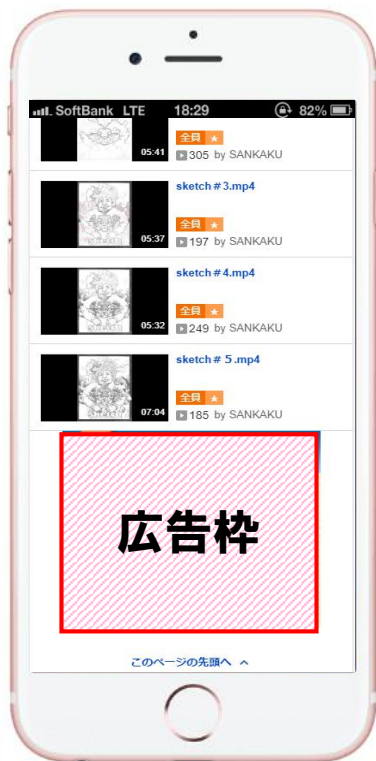 SoftBank LTE 18:29 82%
05:41
全員 ★
305 by SANKAKU
sketch#3.mp4
05:37
全員 ★
197 by SANKAKU
sketch#4.mp4
05:32
全員 ★
249 by SANKAKU
sketch#５.mp4
07:04
全員 ★
185 by SANKAKU
広告枠
このページの先頭へ ^